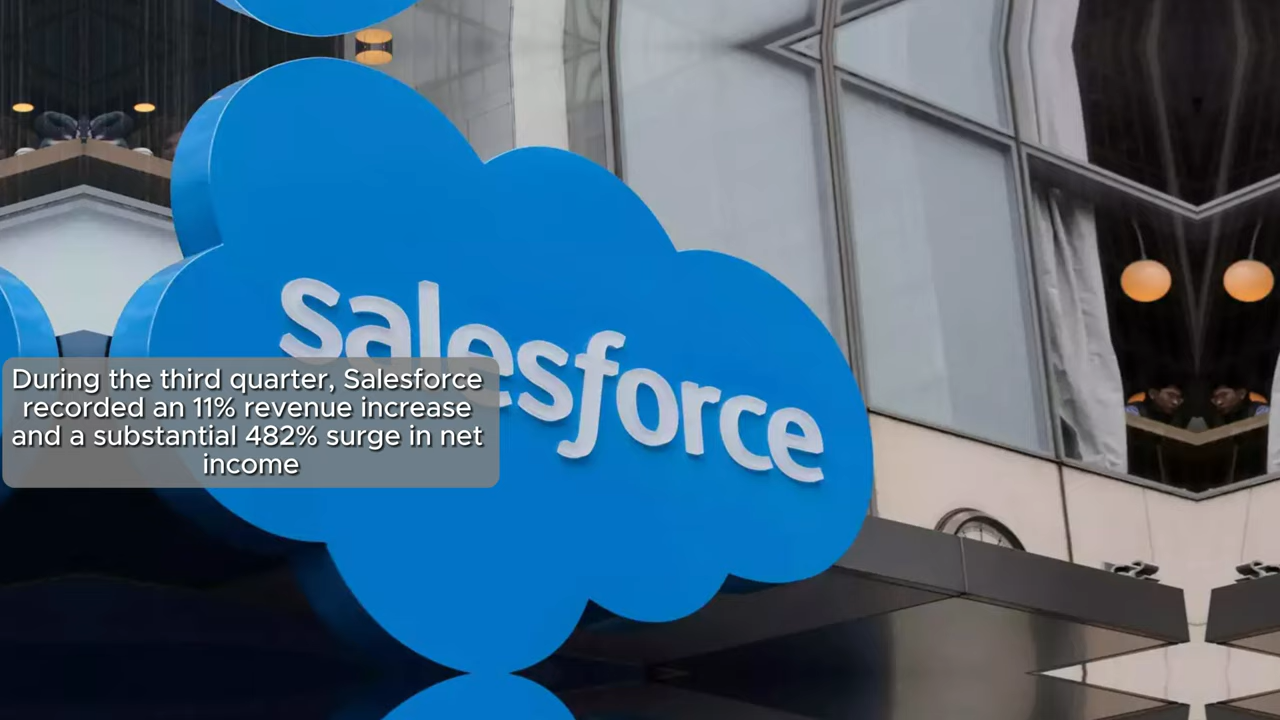 salesforce
During the third quarter, Salesforce
recorded an 11% revenue increase
and a substantial 482% surge in net
income